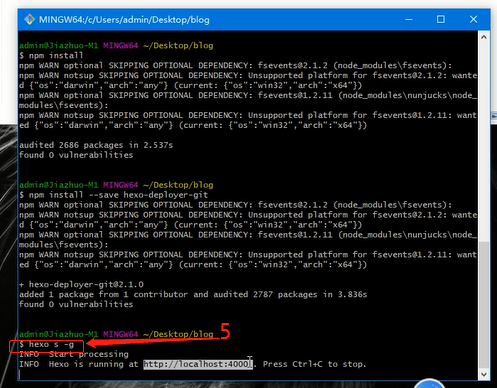 MINGW64:/c/Users/admin/Desktop/blog
admin@Jiazhuo-M1 MINGW64 ~/Desktop/blog
$ npm install
npm WARN optional SKIPPING OPTIONAL DEPENDENCY: fsevents@2.1.2 (node_modules\fsevents):
npm WARN notsup SKIPPING OPTIONAL DEPENDENCY: Unsupported platform for fsevents@2.1.2: wante
d {"os":"darwin","arch":"any"} (current: {"os":"win32","arch":"x64"})
npm WARN optional SKIPPING OPTIONAL DEPENDENCY: fsevents@1.2.11 (node_modules\nunjucks\node_
modules\fsevents):
npm WARN notsup SKIPPING OPTIONAL DEPENDENCY: Unsupported platform for fsevents@1.2.11: want
ed {"os":"darwin","arch":"any"} (current: {"os":"win32","arch":"x64"})
audited 2686 packages in 2.537s
found 0 vulnerabilities
admin@Jiazhuo-M1 MINGW64 ~/Desktop/blog
$ npm install --save hexo-deployer-git
npm WARN optional SKIPPING OPTIONAL DEPENDENCY: fsevents@2.1.2 (node_modules\fsevents):
npm WARN notsup SKIPPING OPTIONAL DEPENDENCY: Unsupported platform for fsevents@2.1.2: wante
d {"os":"darwin","arch":"any"} (current: {"os":"win32","arch":"x64"})
npm WARN optional SKIPPING OPTIONAL DEPENDENCY: fsevents@1.2.11 (node_modules\nunjucks\node_
modules\fsevents):
npm WARN notsup SKIPPING OPTIONAL DEPENDENCY: Unsupported platform for fsevents@1.2.11: want
ed {"os":"darwin","arch":"any"} (current: {"os":"win32","arch":"x64"})
+ hexo-deployer-git@2.1.0
added 1 package from 1 contributor and audited 2787 packages in 3.836s
found 0 vulnerabilities
admin@Jiazhuo-M1 MINGW64 ~/Desktop/blog
5
$ hexo s -g
INFO  Start processing
INFO  Hexo is running at http://localhost:4000 . Press Ctrl+C to stop.